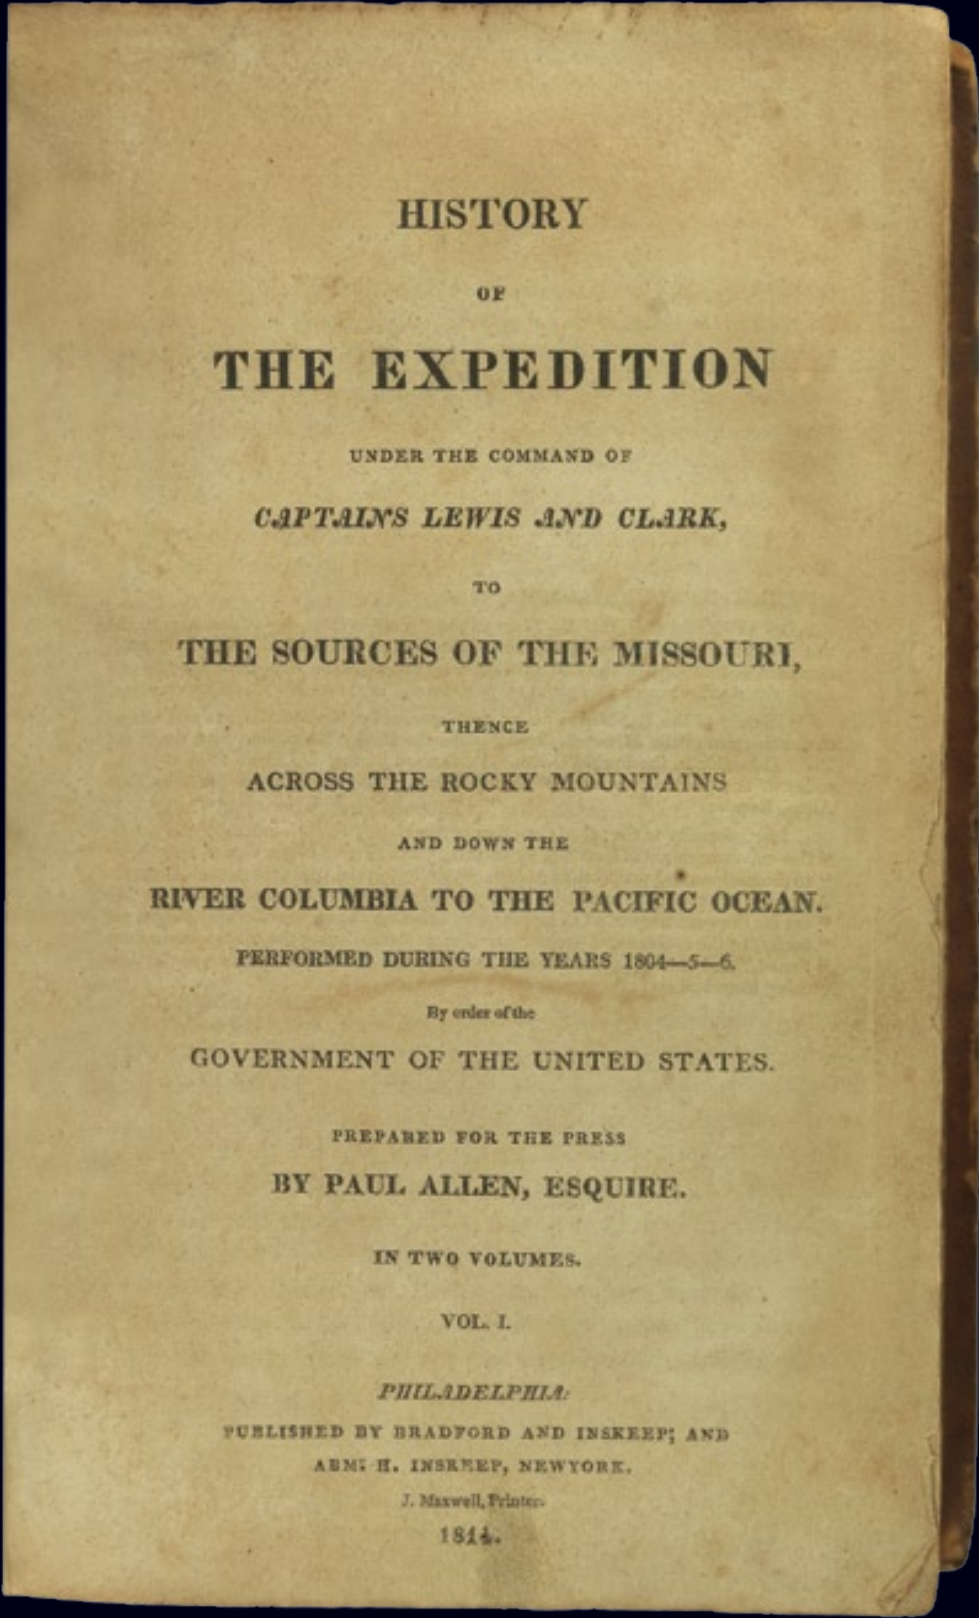 HISTORY
OF
THE EXPEDITION
UNDER THE COMMAND OF
CAPTAINS LEWIS AND CLARK,
TO
THE SOURCES OF THE MISSOURI,
THENCE
ACROSS THE ROCKY MOUNTAINS
AND DOWN THE
RIVER COLUMBIA TO THE PACIFIC OCEAN.
PERFORMED DURING THE YEARS 1804—5—6.
By order of the
GOVERNMENT OF THE UNITED STATES.
PREPARED FOR THE PRESS
BY PAUL ALLEN, ESQUIRE.
IN TWO VOLUMES.
VOL. I.
PHILADELPHIA:
PUBLISHED BY BRADFORD AND INSKEEP; AND
ABM: H. INSKEEP, NEWYORK.
J. Maxwell, Printer.
1814.